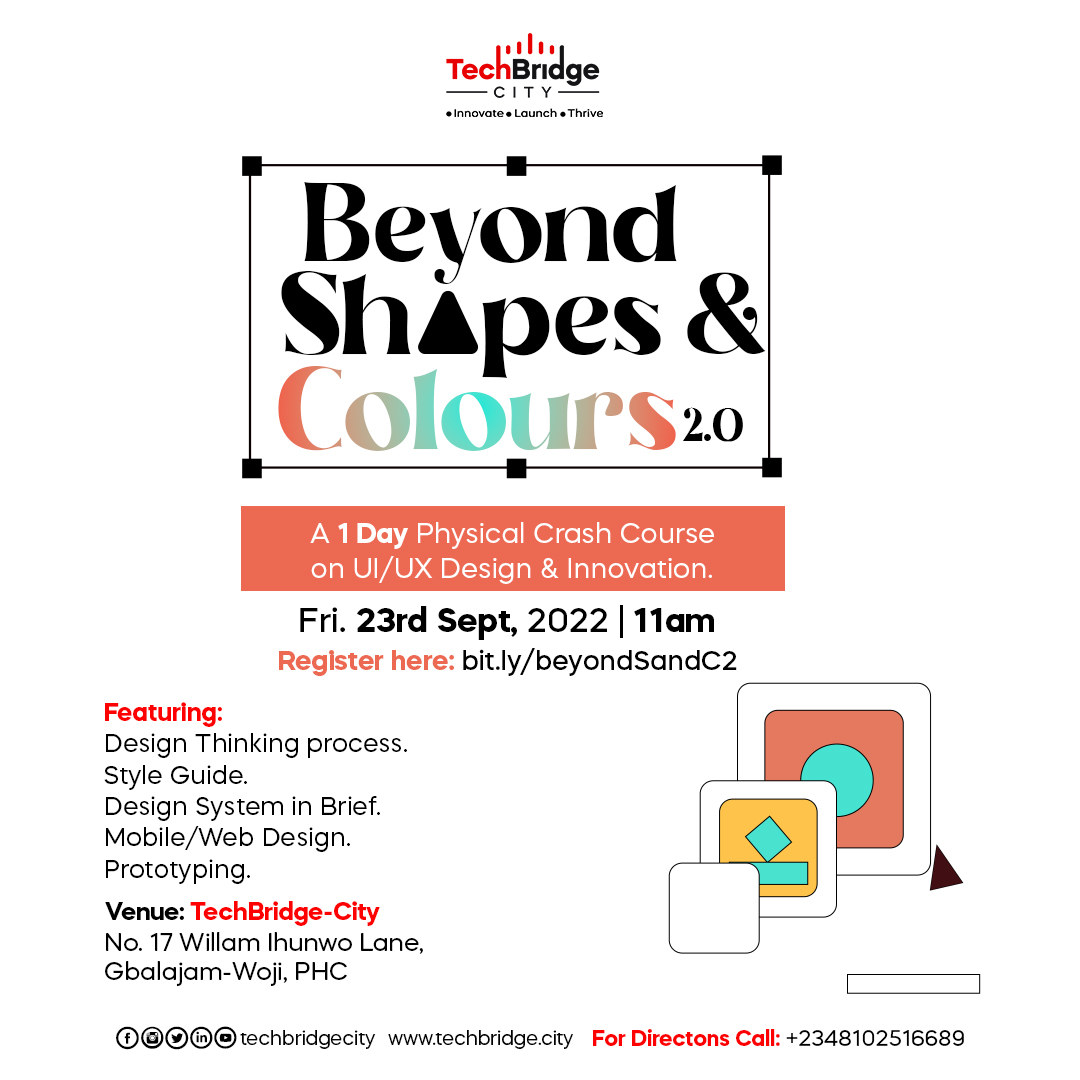 TechBridge
CITY
•Innovate •Launch •Thrive
Beyond
Shapes &
Colours 2.0
A 1 Day Physical Crash Course
on UI/UX Design & Innovation.
Fri. 23rd Sept, 2022 | 11am
Register here: bit.ly/beyondSandC2
Featuring:
Design Thinking process.
Style Guide.
Design System in Brief.
Mobile/Web Design.
Prototyping.
Venue: TechBridge-City
No. 17 Willam Ihunwo Lane,
Gbalajam-Woji, PHC
techbridgecity www.techbridge.city For Directons Call: +2348102516689